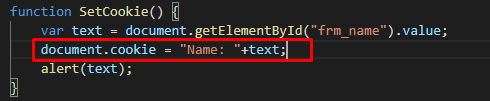 function SetCookie() {
var text = document.getElementById("frm_name").value;
document.cookie = "Name: "+text;
alert(text);
}